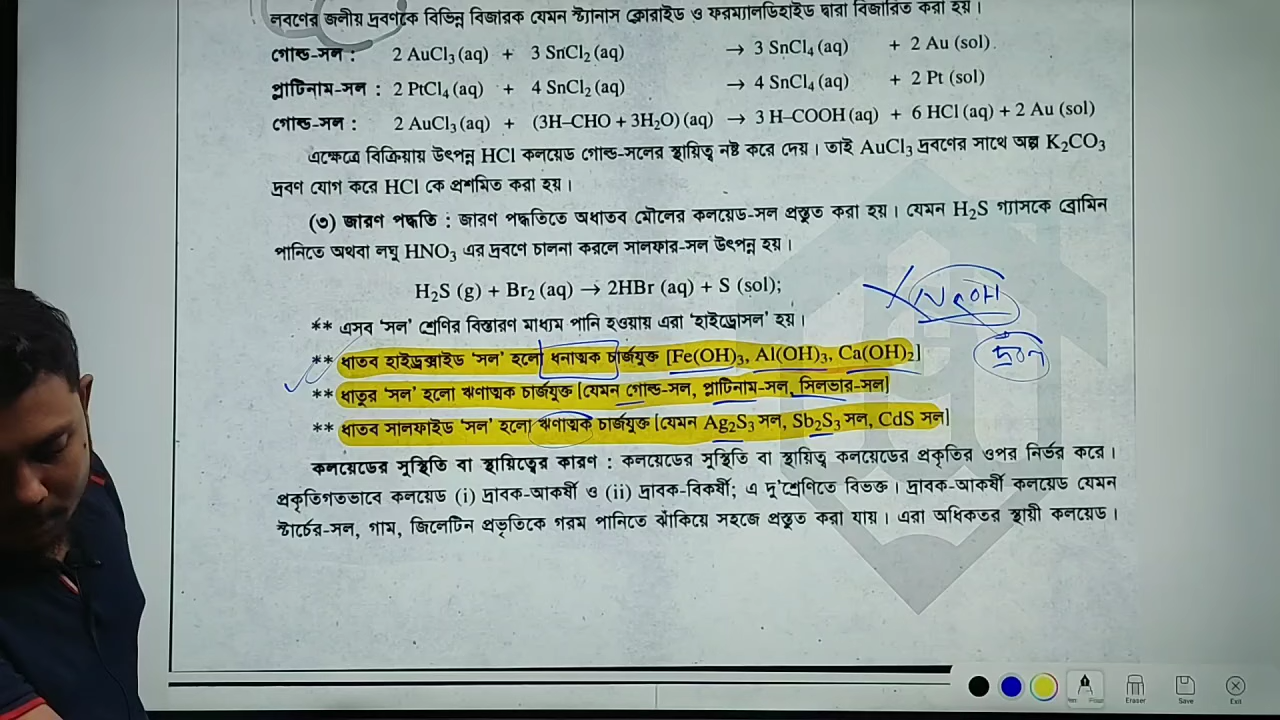 লবণের জলীয় দ্রবণকে বিভিন্ন বিজারক যেমন স্ট্যানাস ক্লোরাইড ও ফরম্যালডিহাইড দ্বারা বিজারিত করা হয়।
গোল্ড-সল : 2 AuCl₃ (aq) + 3 SnCl₂ (aq) → 3 SnCl₄ (aq) + 2 Au (sol).
প্লাটিনাম-সল : 2 PtCl₄ (aq) + 4 SnCl₂ (aq) → 4 SnCl₄ (aq) + 2 Pt (sol)
গোল্ড-সল : 2 AuCl₃ (aq) + (3H–CHO + 3H₂O) (aq) → 3 H–COOH (aq) + 6 HCl (aq) + 2 Au (sol)
এক্ষেত্রে বিক্রিয়ায় উৎপন্ন HCl কলয়েড গোল্ড-সলের স্থায়িত্ব নষ্ট করে দেয়। তাই AuCl₃ দ্রবণের সাথে অল্প K₂CO₃
দ্রবণ যোগ করে HCl কে প্রশমিত করা হয়।
(৩) জারণ পদ্ধতি : জারণ পদ্ধতিতে অধাতব মৌলের কলয়েড-সল প্রস্তুত করা হয়। যেমন H₂S গ্যাসকে ব্রোমিন
পানিতে অথবা লঘু HNO₃ এর দ্রবণে চালনা করলে সালফার-সল উৎপন্ন হয়।
H₂S (g) + Br₂ (aq) → 2HBr (aq) + S (sol);
NaOH
** এসব ‘সল’ শ্রেণির বিস্তারণ মাধ্যম পানি হওয়ায় এরা ‘হাইড্রোসল’ হয়।
দ্রবণ
** ধাতব হাইড্রক্সাইড ‘সল’ হলো ধনাত্মক চার্জযুক্ত [Fe(OH)₃, Al(OH)₃, Ca(OH)₂]
** ধাতুর ‘সল’ হলো ঋণাত্মক চার্জযুক্ত [যেমন গোল্ড-সল, প্লাটিনাম-সল, সিলভার-সল]
** ধাতব সালফাইড ‘সল’ হলো ঋণাত্মক চার্জযুক্ত [যেমন Ag₂S₃ সল, Sb₂S₃ সল, CdS সল]
কলয়েডের সুস্থিতি বা স্থায়িত্বের কারণ : কলয়েডের সুস্থিতি বা স্থায়িত্ব কলয়েডের প্রকৃতির ওপর নির্ভর করে।
প্রকৃতিগতভাবে কলয়েড (i) দ্রাবক-আকর্ষী ও (ii) দ্রাবক-বিকর্ষী; এ দু’শ্রেণিতে বিভক্ত। দ্রাবক-আকর্ষী কলয়েড যেমন
স্টার্চের-সল, গাম, জিলেটিন প্রভৃতিকে গরম পানিতে ঝাঁকিয়ে সহজে প্রস্তুত করা যায়। এরা অধিকতর স্থায়ী কলয়েড।
Eraser Save Exit